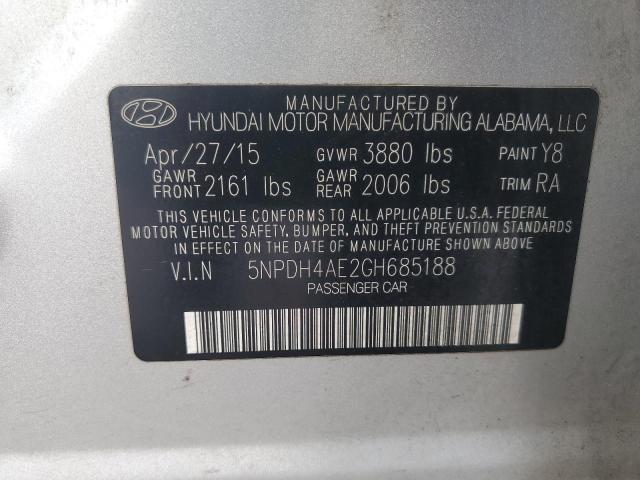 MANUFACTURED BY
HYUNDAI MOTOR MANUFACTURING ALABAMA, LLC
Apr/27/15 GVWR 3880 lbs PAINT Y8
GAWR FRONT 2161 lbs GAWR REAR 2006 lbs TRIM RA
THIS VEHICLE CONFORMS TO ALL APPLICABLE U.S.A. FEDERAL
MOTOR VEHICLE SAFETY, BUMPER, AND THEFT PREVENTION STANDARDS
IN EFFECT ON THE DATE OF MANUFACTURE SHOWN ABOVE
V.I.N 5NPDH4AE2GH685188
PASSENGER CAR